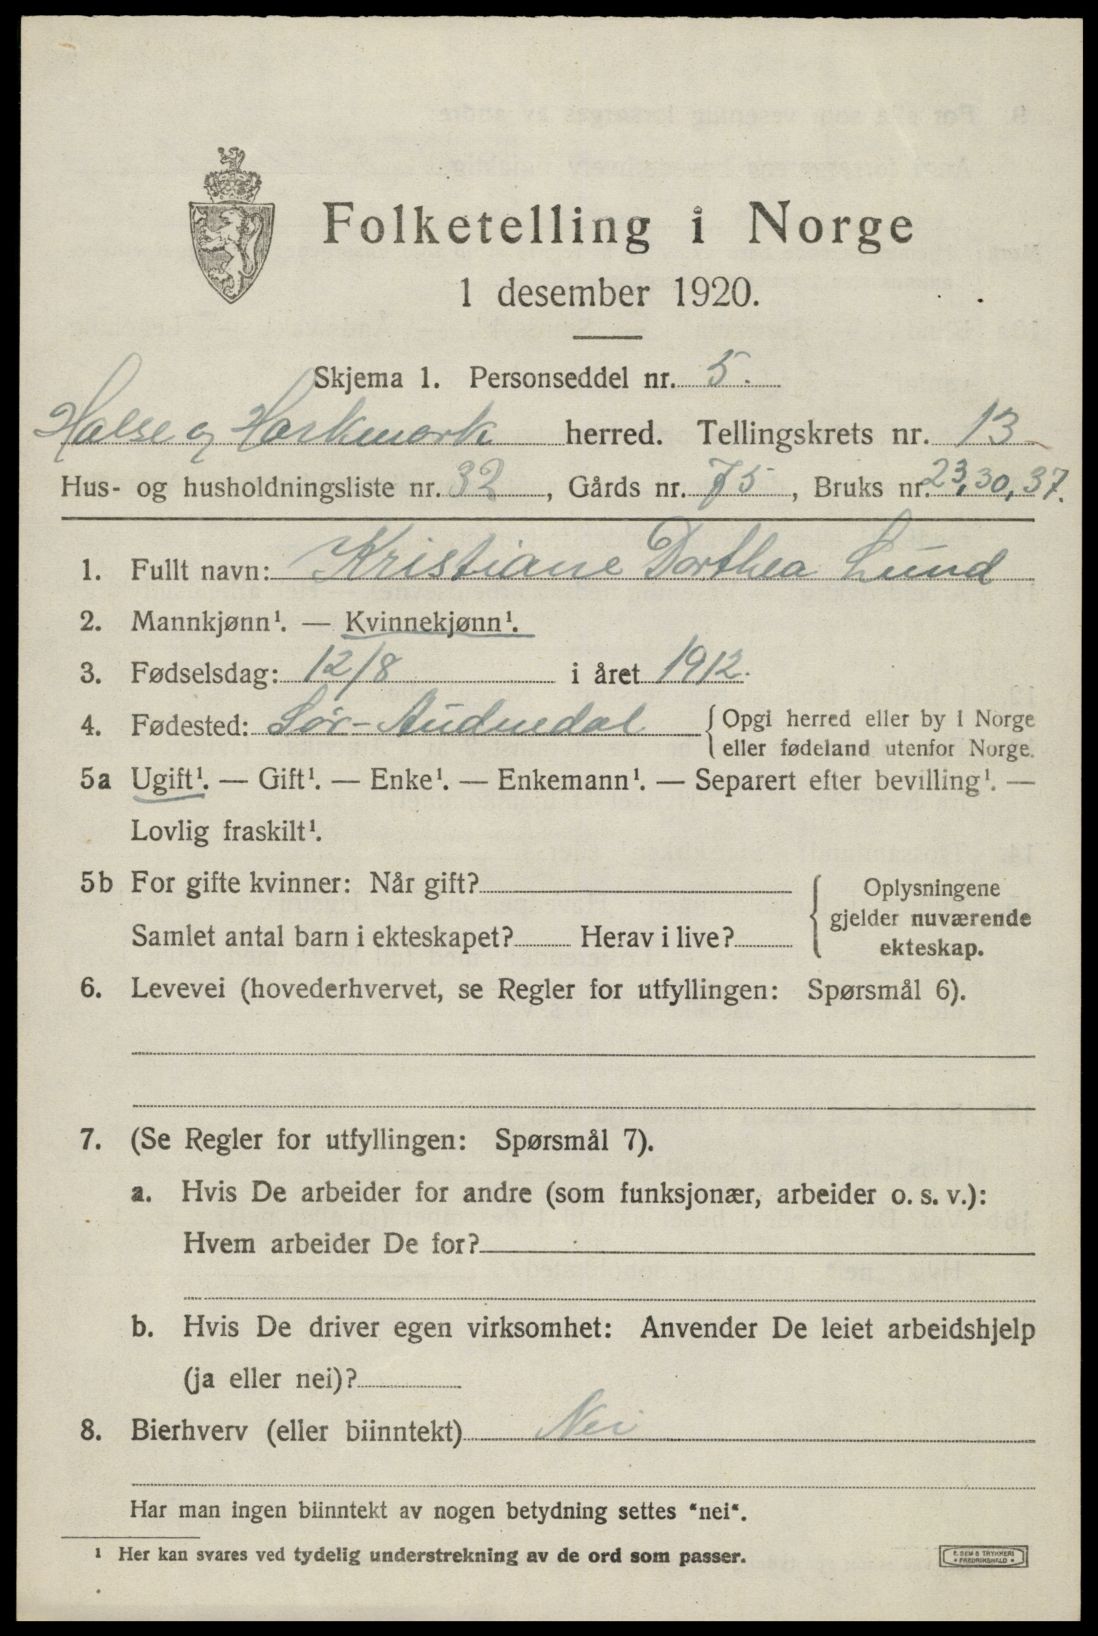 Folketelling i Norge
1 desember 1920.
Skjema 1. Personseddel nr. 5.
Halse og Harkmark herred. Tellingskrets nr. 13
Hus- og husholdningsliste nr. 32, Gårds nr. 75, Bruks nr. 23, 30, 37.
1. Fullt navn: Kristiane Dorthea Lund
2. Mannkjønn¹. — Kvinnekjønn¹.
3. Fødselsdag: 12/8 i året 1912.
4. Fødested: Sør-Audnedal {Opgi herred eller by i Norge
eller fødeland utenfor Norge.
5a Ugift¹. — Gift¹. — Enke¹. — Enkemann¹. — Separert efter bevilling¹. —
Lovlig fraskilt¹.
5b For gifte kvinner: Når gift?
Samlet antal barn i ekteskapet? Herav i live?
{Oplysningene
gjelder nuværende
ekteskap.
6. Levevei (hovederhvervet, se Regler for utfyllingen: Spørsmål 6).
7. (Se Regler for utfyllingen: Spørsmål 7).
a. Hvis De arbeider for andre (som funksjonær, arbeider o. s. v.):
Hvem arbeider De for?
b. Hvis De driver egen virksomhet: Anvender De leiet arbeidshjelp
(ja eller nei)?
8. Bierhverv (eller biinntekt) Nei
Har man ingen biinntekt av nogen betydning settes "nei".
¹ Her kan svares ved tydelig understrekning av de ord som passer.
E. SEM'S TRYKKERI
• FREDRIKSHALD •